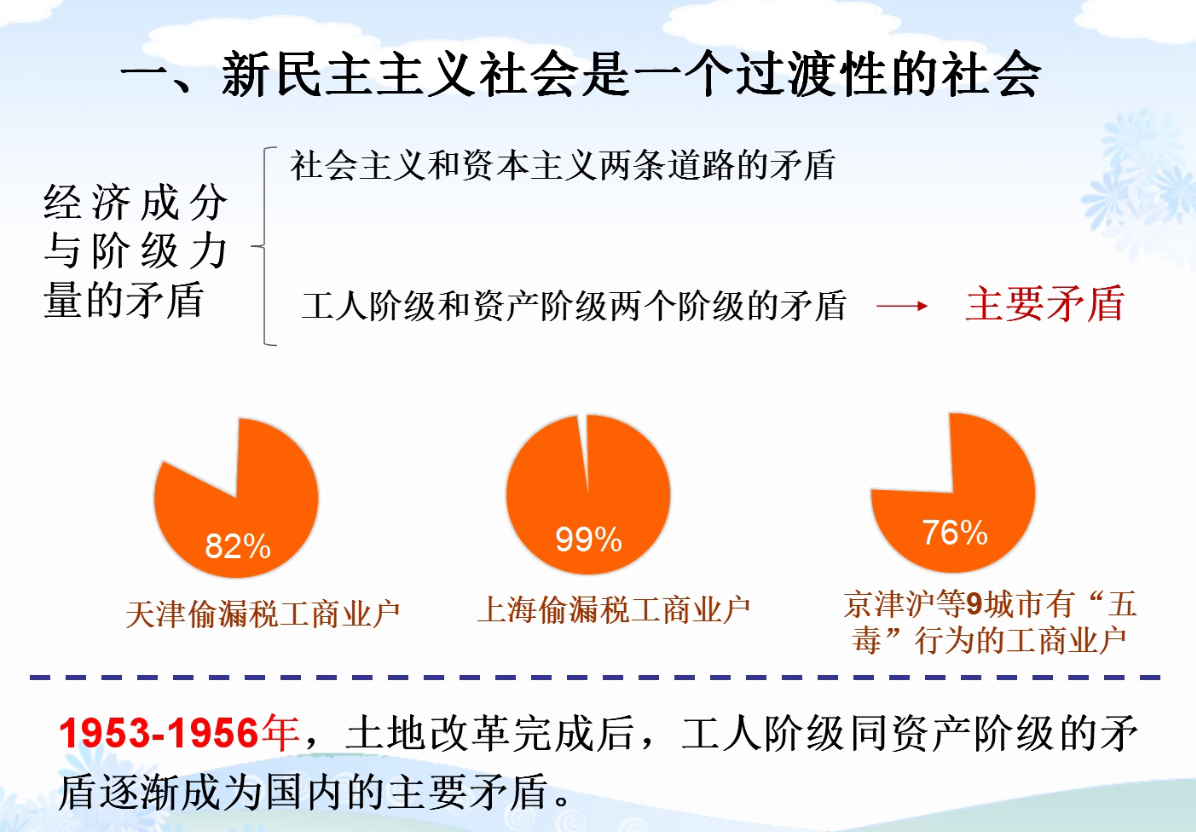 一、新民主主义社会是一个过渡性的社会
经济成分
与阶级力
量的矛盾
社会主义和资本主义两条道路的矛盾
工人阶级和资产阶级两个阶级的矛盾
主要矛盾
82%
天津偷漏税工商业户
99%
上海偷漏税工商业户
76%
京津沪等9城市有“五
毒”行为的工商业户
1953-1956年，土地改革完成后，工人阶级同资产阶级的矛
盾逐渐成为国内的主要矛盾。